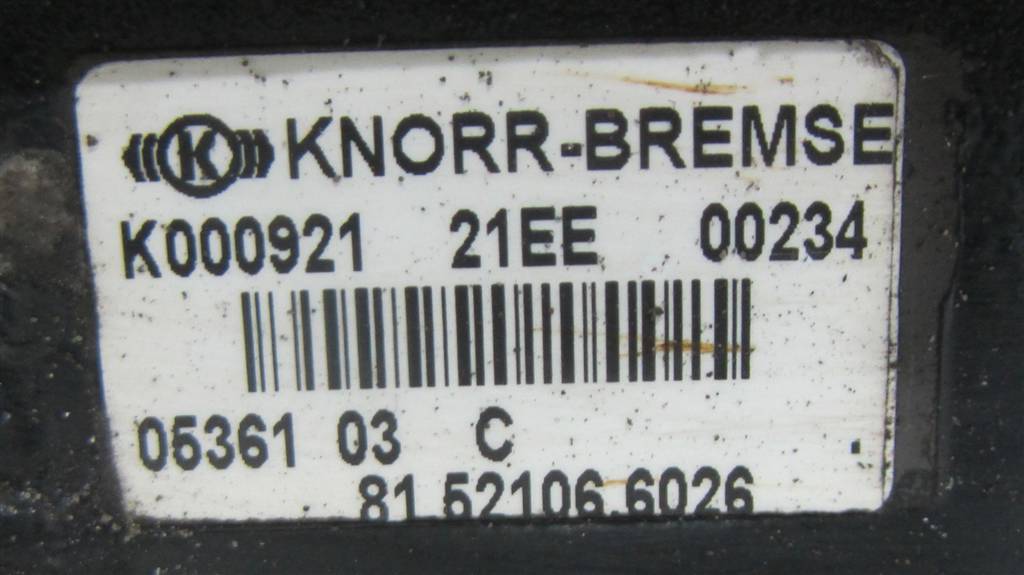 K KNORR-BREMSE
K000921 21EE 00234
05361 03 C
81.52106.6026